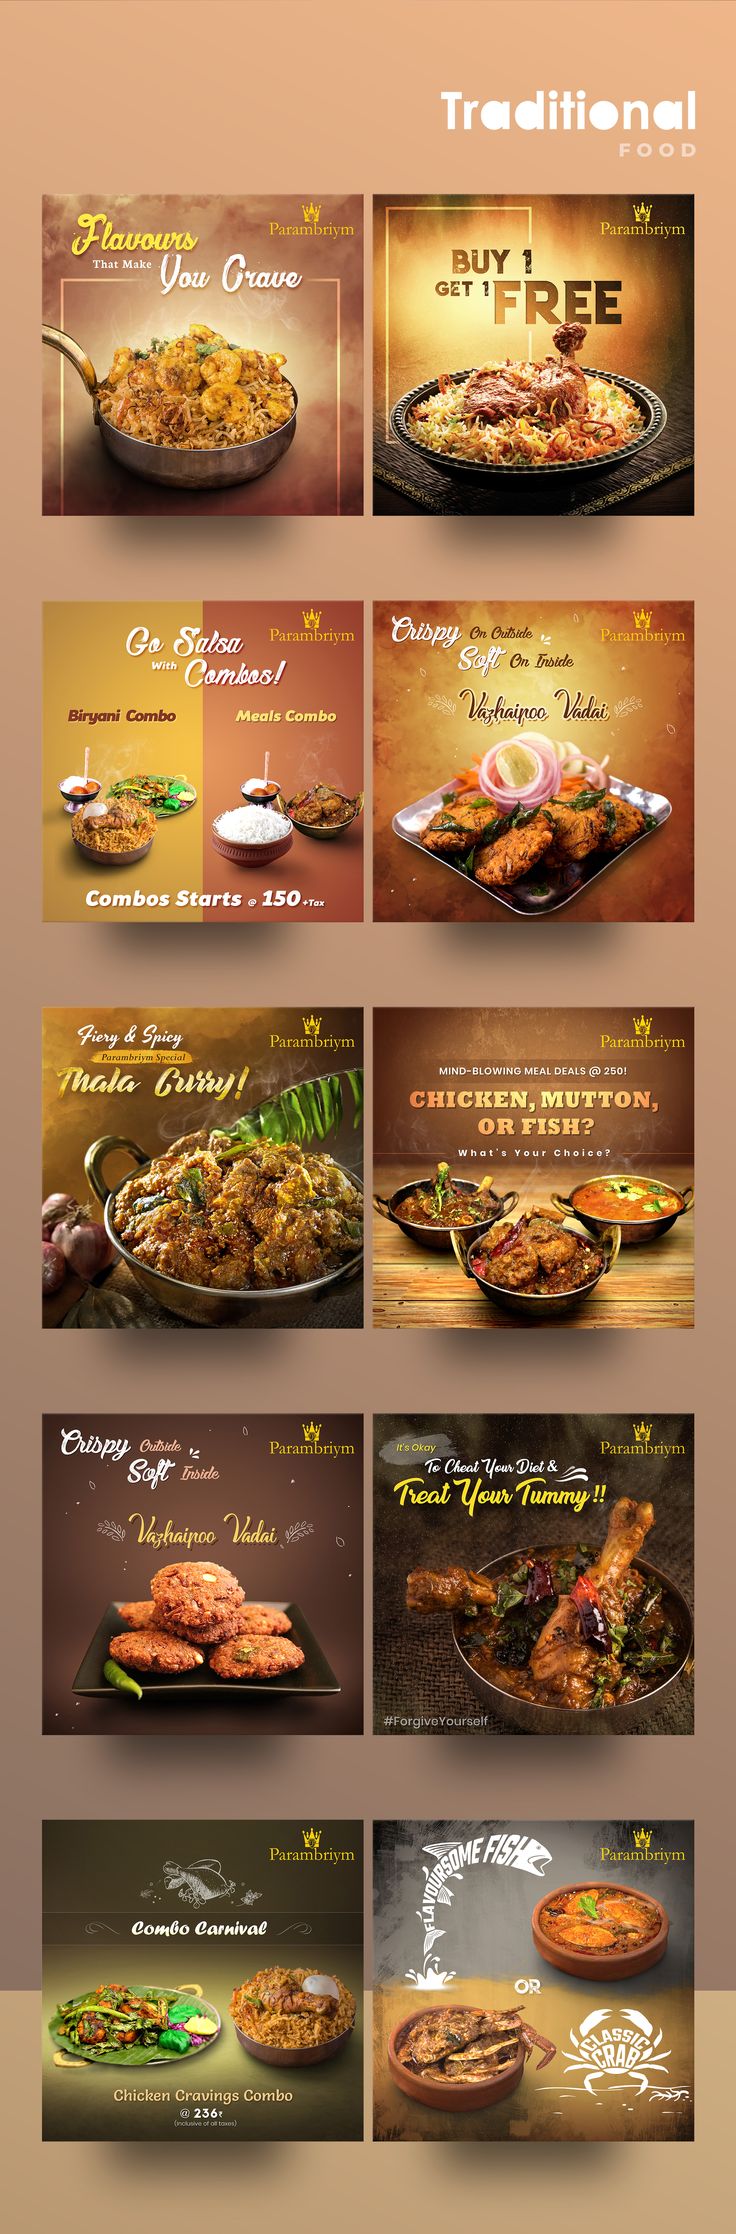 Traditional
FOOD
Parambriym
Flavours
That Make You Crave
Parambriym
BUY 1
GET 1 FREE
Parambriym
Go Salsa
With Combos!
Biryani Combo
Meals Combo
Combos Starts @ 150 +Tax
Parambriym
Crispy On Outside
Soft On Inside
Vazhaipoo Vadai
Parambriym
Fiery & Spicy
Parambriym Special
Thala Curry!
Parambriym
MIND-BLOWING MEAL DEALS @ 250!
CHICKEN, MUTTON,
OR FISH?
What's Your Choice?
Parambriym
Crispy Outside
Soft Inside
Vazhaipoo Vadai
Parambriym
It's Okay
To Cheat Your Diet &
Treat Your Tummy !!
#ForgiveYourself
Parambriym
Combo Carnival
Chicken Cravings Combo
@ 236₹
(Inclusive of all taxes)
Parambriym
FLAVOURSOME FISH
OR
CLASSIC
CRAB